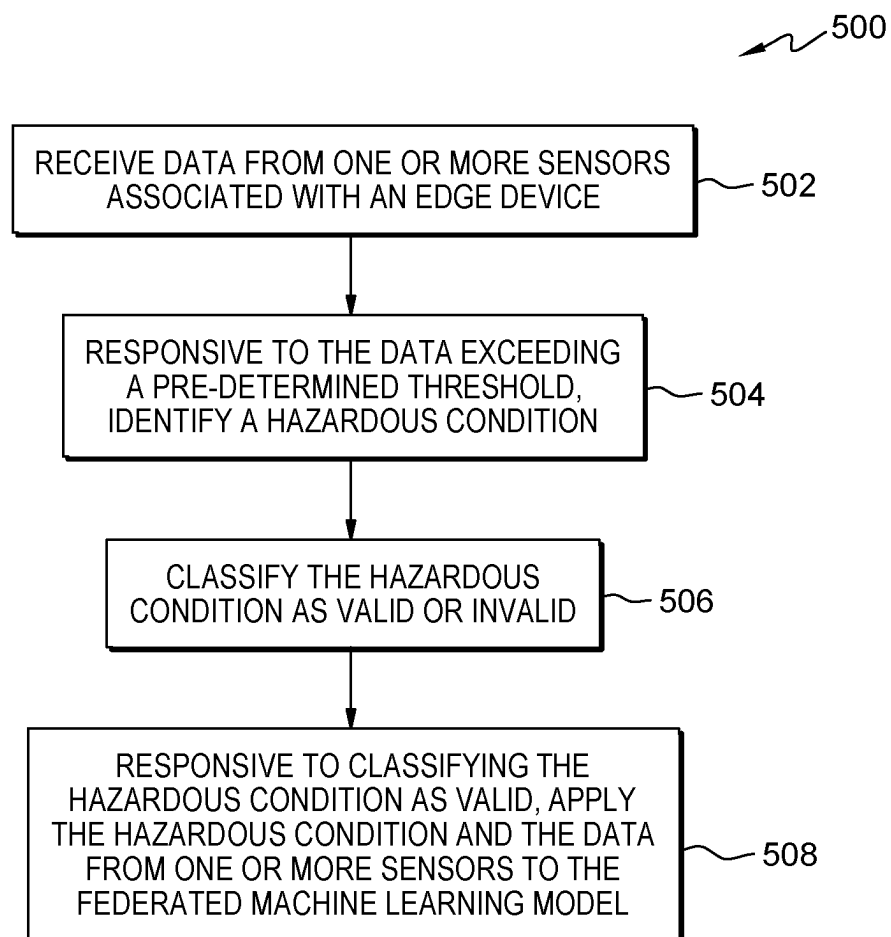 500
RECEIVE DATA FROM ONE OR MORE SENSORS
ASSOCIATED WITH AN EDGE DEVICE
502
RESPONSIVE TO THE DATA EXCEEDING
A PRE-DETERMINED THRESHOLD,
IDENTIFY A HAZARDOUS CONDITION
504
CLASSIFY THE HAZARDOUS
CONDITION AS VALID OR INVALID
506
RESPONSIVE TO CLASSIFYING THE
HAZARDOUS CONDITION AS VALID, APPLY
THE HAZARDOUS CONDITION AND THE DATA
FROM ONE OR MORE SENSORS TO THE
FEDERATED MACHINE LEARNING MODEL
508